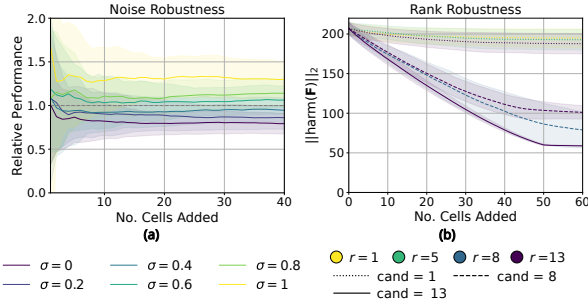 Noise Robustness
Relative Performance
2.0
1.5
1.0
0.5
0.0
10 20 30 40
No. Cells Added
(a)
σ = 0 σ = 0.4 σ = 0.8
σ = 0.2 σ = 0.6 σ = 1
Rank Robustness
||harm(F)||₂
200
150
100
50
0
0 10 20 30 40 50 60
No. Cells Added
(b)
r = 1 r = 5 r = 8 r = 13
cand = 1 cand = 8
cand = 13